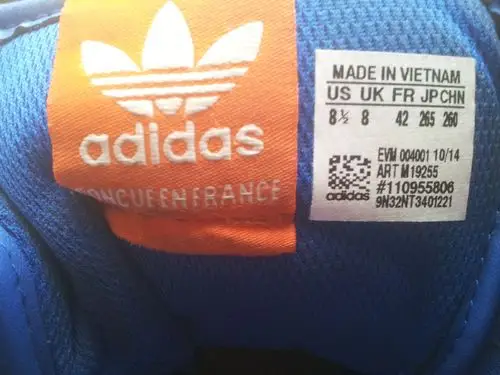 adidas
CONÇUE EN FRANCE
MADE IN VIETNAM
US UK FR JP CHN
8½ 8 42 265 260
EVM 004001 10/14
ART M19255
#110955806
adidas 9N32NT3401221